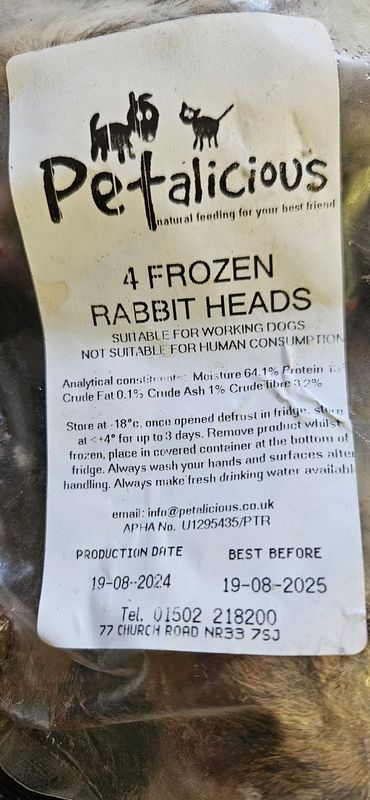 Petalicious
natural feeding for your best friend
4 FROZEN
RABBIT HEADS
SUITABLE FOR WORKING DOGS
NOT SUITABLE FOR HUMAN CONSUMPTION
Analytical constituents: Moisture 64.1% Protein
Crude Fat 0.1% Crude Ash 1% Crude fibre 3.2%
Store at -18°c, once opened defrost in fridge, store
at <+4° for up to 3 days. Remove product whilst
frozen, place in covered container at the bottom of
fridge. Always wash your hands and surfaces after
handling. Always make fresh drinking water availabl
email: info@petalicious.co.uk
APHA No. U1295435/PTR
PRODUCTION DATE BEST BEFORE
19-08-2024 19-08-2025
Tel. 01502 218200
77 CHURCH ROAD NR33 7SJ